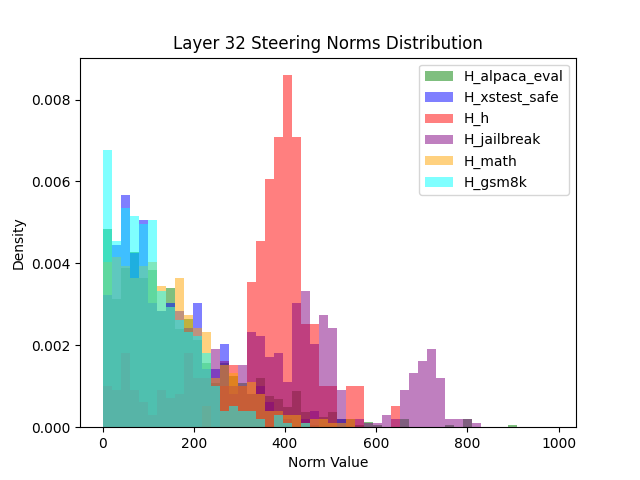 Layer 32 Steering Norms Distribution
H_alpaca_eval
H_xstest_safe
H_h
H_jailbreak
H_math
H_gsm8k
Density
0.008
0.006
0.004
0.002
0.000
0 200 400 600 800 1000
Norm Value